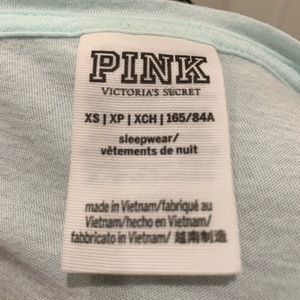 PINK
VICTORIA'S SECRET
XS | XP | XCH | 165/84A
sleepwear/
vêtements de nuit
made in Vietnam/fabriqué au
Vietnam/hecho en Vietnam/
fabbricato in Vietnam/ 越南制造